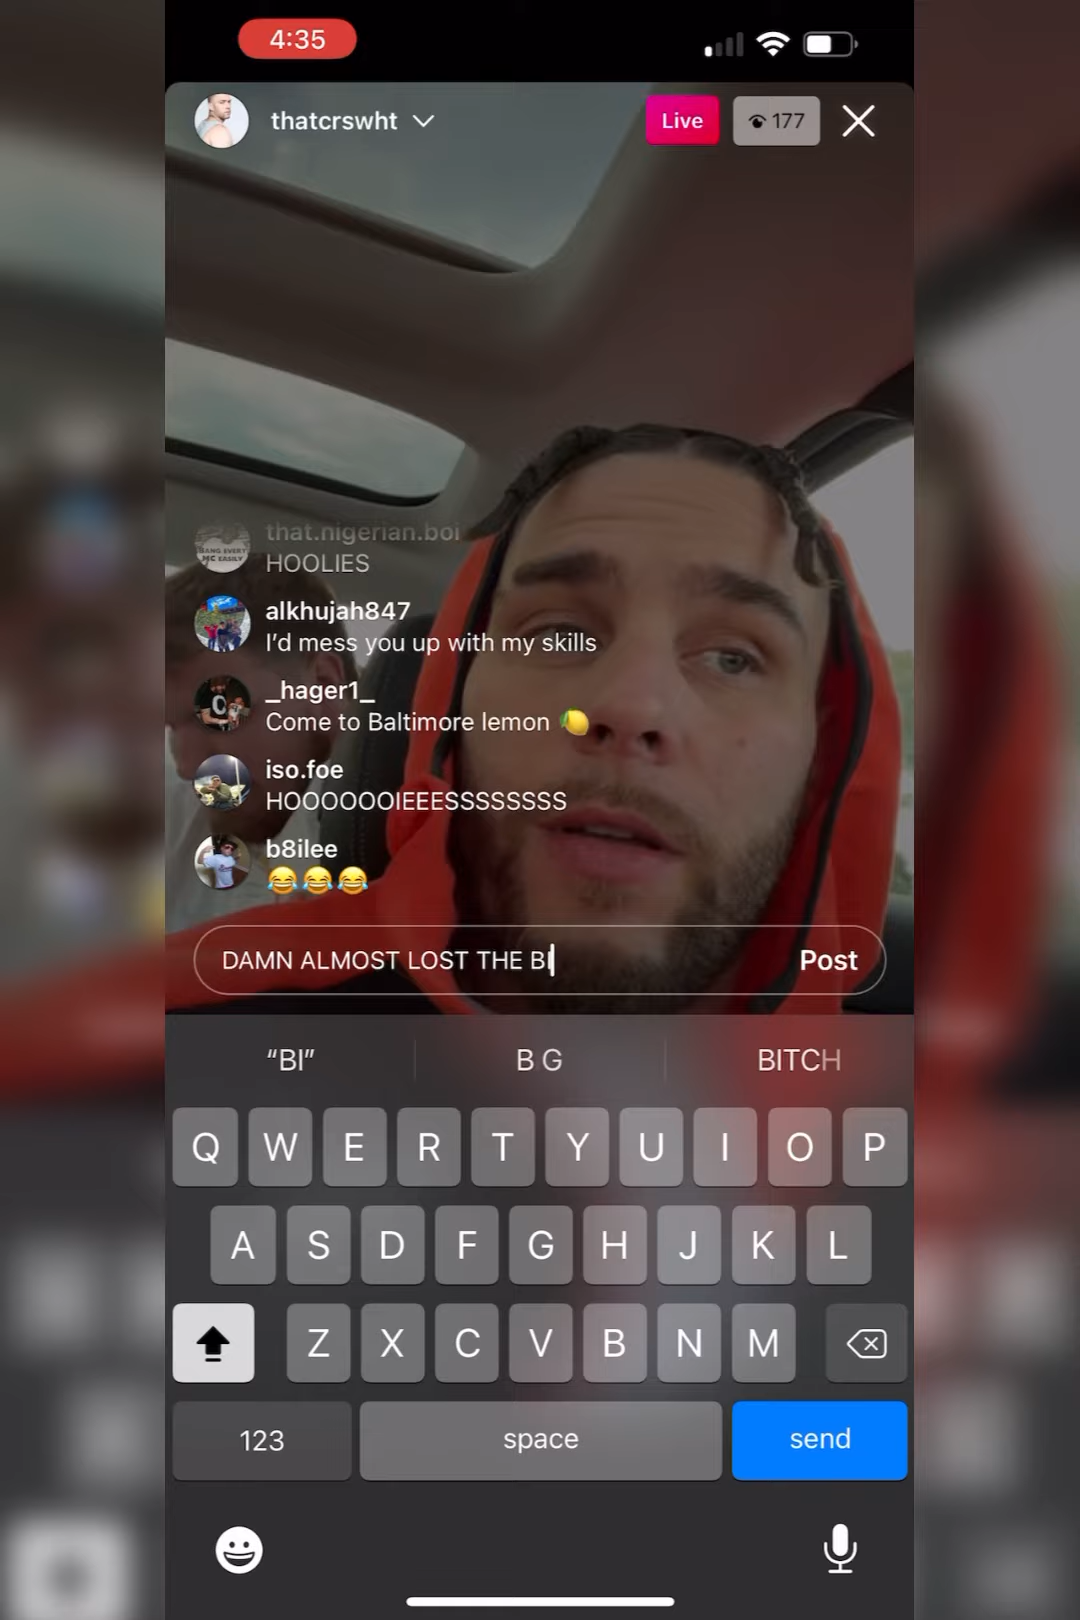 4:35
thatcrswht
Live
177
that.nigerian.boi
HOOLIES
alkhujah847
I'd mess you up with my skills
_hager1_
Come to Baltimore lemon 🍋
iso.foe
HOOOOOOIEEESSSSSSSS
b8ilee
😂😂😂
DAMN ALMOST LOST THE BI
Post
“BI”
B G
BITCH
Q W E R T Y U I O P
A S D F G H J K L
Z X C V B N M
123
space
send